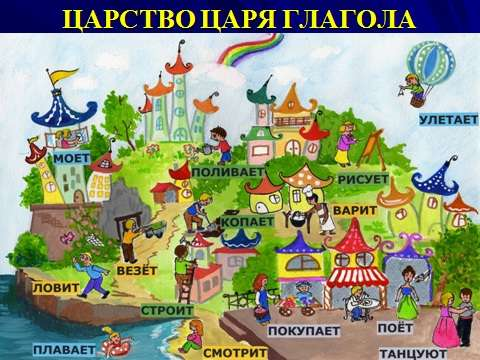 ЦАРСТВО ЦАРЯ ГЛАГОЛА
УЛЕТАЕТ
МОЕТ
ПОЛИВАЕТ
РИСУЕТ
КОПАЕТ
ВАРИТ
ВЕЗЁТ
ЛОВИТ
СТРОИТ
ПОКУПАЕТ
ПОЁТ
ПЛАВАЕТ
СМОТРИТ
ТАНЦУЮТ